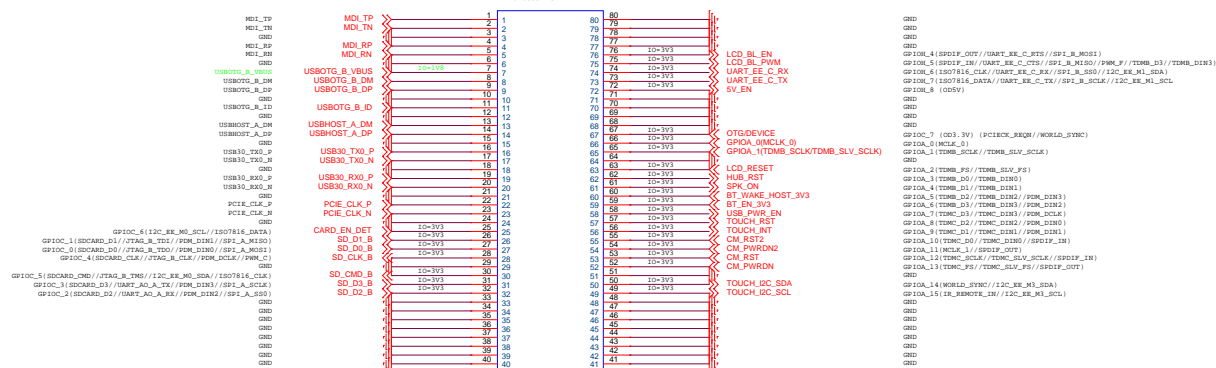 MDI_TP MDI_TP 1 1 80 80 GND
MDI_TN MDI_TN 2 2 79 79 GND
GND 3 3 78 78 GND
MDI_RP MDI_RP 4 4 77 77 GND
MDI_RN MDI_RN 5 5 76 76 IO=3V3 LCD_BL_EN GPIOH_4(SPDIF_OUT//UART_EE_C_RTS//SPI_B_MOSI)
GND 6 6 75 75 IO=3V3 LCD_BL_PWM GPIOH_5(SPDIF_IN//UART_EE_C_CTS//SPI_B_MISO//PWM_F//TDMB_D3//TDMB_DIN3)
USBOTG_B_VBUS USBOTG_B_VBUS IO=1V8 7 7 74 74 IO=3V3 UART_EE_C_RX GPIOH_6(ISO7816_CLK//UART_EE_C_RX//SPI_B_SS0//I2C_EE_M1_SDA)
USBOTG_B_DM USBOTG_B_DM 8 8 73 73 IO=3V3 UART_EE_C_TX GPIOH_7(ISO7816_DATA//UART_EE_C_TX//SPI_B_SCLK//I2C_EE_M1_SCL
USBOTG_B_DP USBOTG_B_DP 9 9 72 72 IO=3V3 5V_EN GPIOH_8 (OD5V)
GND 10 10 71 71 GND
USBOTG_B_ID USBOTG_B_ID 11 11 70 70 GND
GND 12 12 69 69 GND
USBHOST_A_DM USBHOST_A_DM 13 13 68 68 GND
USBHOST_A_DP USBHOST_A_DP 14 14 67 67 IO=3V3 OTG/DEVICE GPIOC_7 (OD3.3V) (PCIECK_REQN//WORLD_SYNC)
GND 15 15 66 66 IO=3V3 GPIOA_0(MCLK_0) GPIOA_0(MCLK_0)
USB30_TX0_P USB30_TX0_P 16 16 65 65 IO=3V3 GPIOA_1(TDMB_SCLK/TDMB_SLV_SCLK) GPIOA_1(TDMB_SCLK//TDMB_SLV_SCLK)
USB30_TX0_N USB30_TX0_N 17 17 64 64 GND
GND 18 18 63 63 IO=3V3 LCD_RESET GPIOA_2(TDMB_FS//TDMB_SLV_FS)
USB30_RX0_P USB30_RX0_P 19 19 62 62 IO=3V3 HUB_RST GPIOA_3(TDMB_D0//TDMB_DIN0)
USB30_RX0_N USB30_RX0_N 20 20 61 61 IO=3V3 SPK_ON GPIOA_4(TDMB_D1//TDMB_DIN1)
GND 21 21 60 60 IO=3V3 BT_WAKE_HOST_3V3 GPIOA_5(TDMB_D2//TDMB_DIN2//PDM_DIN3)
PCIE_CLK_P PCIE_CLK_P 22 22 59 59 IO=3V3 BT_EN_3V3 GPIOA_6(TDMB_D3//TDMB_DIN3//PDM_DIN2)
PCIE_CLK_N PCIE_CLK_N 23 23 58 58 IO=3V3 USB_PWR_EN GPIOA_7(TDMC_D3//TDMC_DIN3//PDM_DCLK)
GND 24 24 57 57 IO=3V3 TOUCH_RST GPIOA_8(TDMC_D2//TDMC_DIN2//PDM_DIN0)
GPIOC_6(I2C_EE_M0_SCL//ISO7816_DATA) CARD_EN_DET IO=3V3 25 25 56 56 IO=3V3 TOUCH_INT GPIOA_9(TDMC_D1//TDMC_DIN1//PDM_DIN1)
GPIOC_1(SDCARD_D1//JTAG_B_TDI//PDM_DIN1//SPI_A_MISO) SD_D1_B IO=3V3 26 26 55 55 IO=3V3 CM_RST2 GPIOA_10(TDMC_D0//TDMC_DIN0//SPDIF_IN)
GPIOC_0(SDCARD_D0//JTAG_B_TDO//PDM_DIN0//SPI_A_MOSI) SD_D0_B IO=3V3 27 27 54 54 IO=3V3 CM_PWRDN2 GPIOA_11(MCLK_1//SPDIF_OUT)
GPIOC_4(SDCARD_CLK//JTAG_B_CLK//PDM_DCLK//PWM_C) SD_CLK_B IO=3V3 28 28 53 53 IO=3V3 CM_RST GPIOA_12(TDMC_SCLK//TDMC_SLV_SCLK//SPDIF_IN)
GND 29 29 52 52 IO=3V3 CM_PWRDN GPIOA_13(TDMC_FS//TDMC_SLV_FS//SPDIF_OUT)
GPIOC_5(SDCARD_CMD//JTAG_B_TMS//I2C_EE_M0_SDA//ISO7816_CLK) SD_CMD_B IO=3V3 30 30 51 51 GND
GPIOC_3(SDCARD_D3//UART_AO_A_TX//PDM_DIN3//SPI_A_SCLK) SD_D3_B IO=3V3 31 31 50 50 IO=3V3 TOUCH_I2C_SDA GPIOA_14(WORLD_SYNC//I2C_EE_M3_SDA)
GPIOC_2(SDCARD_D2//UART_AO_A_RX//PDM_DIN2//SPI_A_SS0) SD_D2_B IO=3V3 32 32 49 49 IO=3V3 TOUCH_I2C_SCL GPIOA_15(IR_REMOTE_IN//I2C_EE_M3_SCL)
GND 33 33 48 48 GND
GND 34 34 47 47 GND
GND 35 35 46 46 GND
GND 36 36 45 45 GND
GND 37 37 44 44 GND
GND 38 38 43 43 GND
GND 39 39 42 42 GND
GND 40 40 41 41 GND